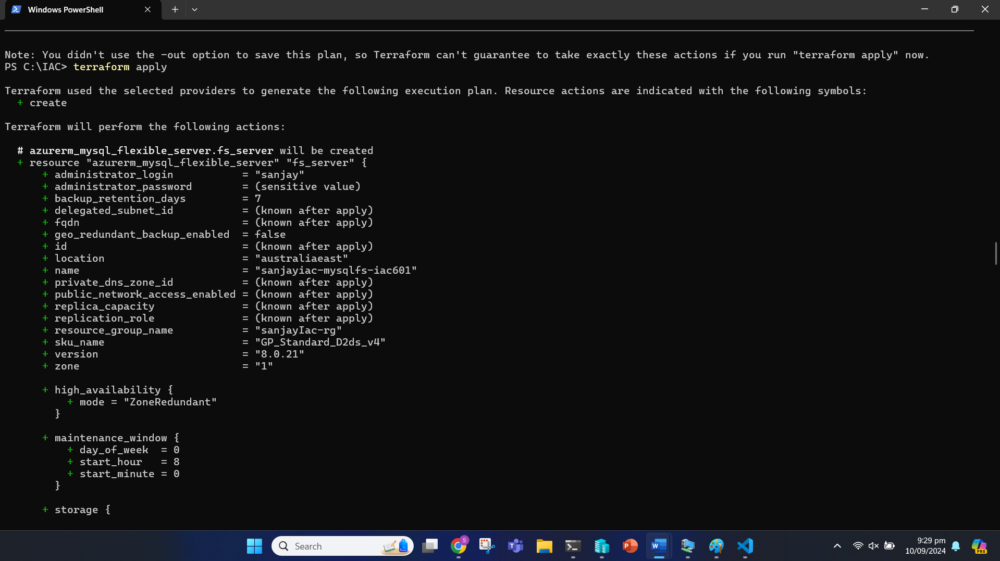 Windows PowerShell
Note: You didn't use the -out option to save this plan, so Terraform can't guarantee to take exactly these actions if you run "terraform apply" now.
PS C:\IAC> terraform apply
Terraform used the selected providers to generate the following execution plan. Resource actions are indicated with the following symbols:
  + create
Terraform will perform the following actions:
  # azurerm_mysql_flexible_server.fs_server will be created
  + resource "azurerm_mysql_flexible_server" "fs_server" {
      + administrator_login           = "sanjay"
      + administrator_password        = (sensitive value)
      + backup_retention_days         = 7
      + delegated_subnet_id           = (known after apply)
      + fqdn                          = (known after apply)
      + geo_redundant_backup_enabled  = false
      + id                            = (known after apply)
      + location                      = "australiaeast"
      + name                          = "sanjayiac-mysqlfs-iac601"
      + private_dns_zone_id           = (known after apply)
      + public_network_access_enabled = (known after apply)
      + replica_capacity              = (known after apply)
      + replication_role              = (known after apply)
      + resource_group_name           = "sanjayIac-rg"
      + sku_name                      = "GP_Standard_D2ds_v4"
      + version                       = "8.0.21"
      + zone                          = "1"
      + high_availability {
          + mode = "ZoneRedundant"
        }
      + maintenance_window {
          + day_of_week  = 0
          + start_hour   = 8
          + start_minute = 0
        }
      + storage {
Search
S
T
P
W
9:29 pm
10/09/2024
PRE